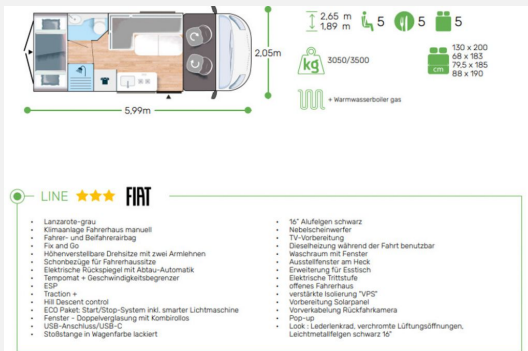 2,65 m
1,89 m
5
5
5
2,05m
kg
3050/3500
130 x 200
68 x 183
79,5 x 185
88 x 190
cm
+ Warmwasserboiler gas
5,99m
LINE FIAT
Lanzarote-grau
Klimaanlage Fahrerhaus manuell
Fahrer- und Beifahrerairbag
Fix and Go
Höhenverstellbare Drehsitze mit zwei Armlehnen
Schonbezüge für Fahrerhaussitze
Elektrische Rückspiegel mit Abtau-Automatik
Tempomat + Geschwindigkeitsbegrenzer
ESP
Traction +
Hill Descent control
ECO Paket: Start/Stop-System inkl. smarter Lichtmaschine
Fenster - Doppelverglasung mit Kombirollos
USB-Anschluss/USB-C
Stoßstange in Wagenfarbe lackiert
16" Alufelgen schwarz
Nebelscheinwerfer
TV-Vorbereitung
Dieselheizung während der Fahrt benutzbar
Waschraum mit Fenster
Ausstellfenster am Heck
Erweiterung für Esstisch
Elektrische Trittstufe
offenes Fahrerhaus
verstärkte Isolierung "VPS"
Vorbereitung Solarpanel
Vorverkabelung Rückfahrkamera
Pop-up
Look : Lederlenkrad, verchromte Lüftungsöffnungen,
Leichtmetallfelgen schwarz 16"